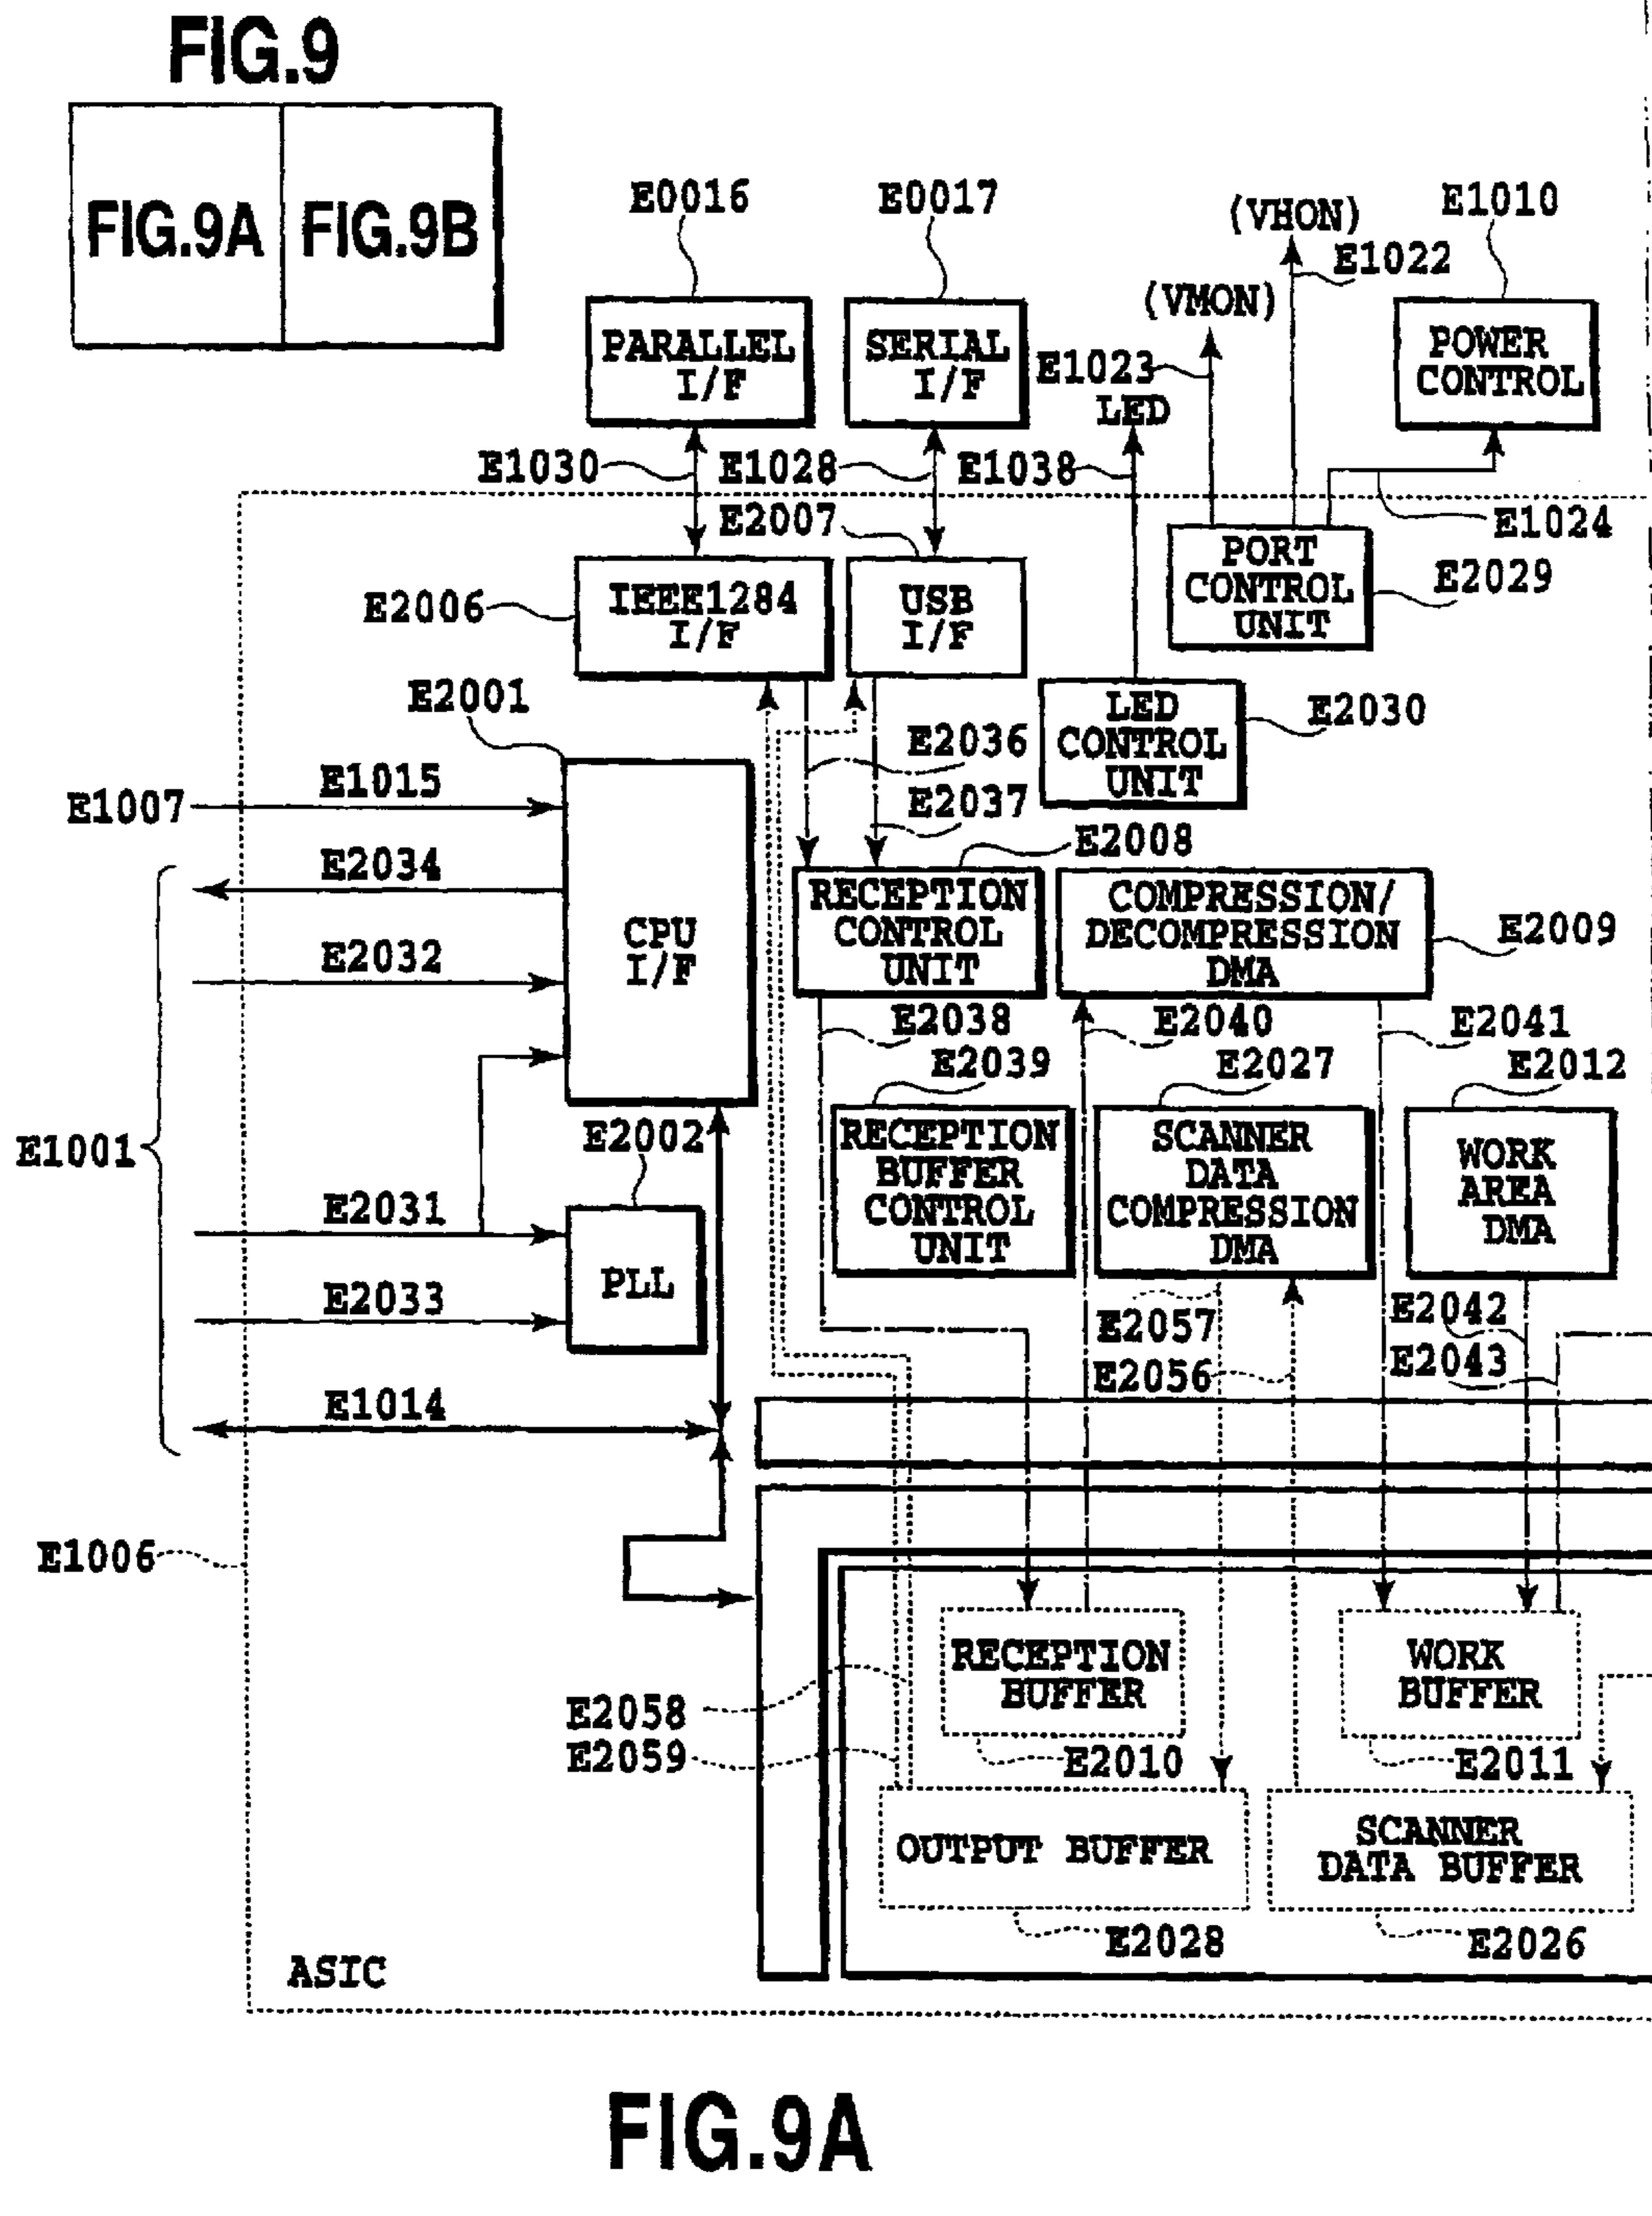 FIG.9
FIG.9A FIG.9B
E0016 E0017 (VHON) E1010
E1022
(VMON)
PARALLEL
I/F
SERIAL
I/F
E1023
LED
POWER
CONTROL
E1030 E1028 E1038
E2007 E1024
IEEE1284
I/F
USB
I/F
PORT
CONTROL
UNIT
E2029
E2006
E2001
LED
CONTROL
UNIT
E2030
E2036
E2037
E1007 E1015
E2034
E2008
CPU
I/F
RECEPTION
CONTROL
UNIT
COMPRESSION/
DECOMPRESSION
DMA
E2009
E2032
E2038 E2040 E2041
E2039 E2027 E2012
E1001
E2002
RECEPTION
BUFFER
CONTROL
UNIT
SCANNER
DATA
COMPRESSION
DMA
WORK
AREA
DMA
E2031
PLL
E2033
E2057 E2042
E2056 E2043
E1014
E1006
RECEPTION
BUFFER
WORK
BUFFER
E2058
E2059
E2010 E2011
OUTPUT BUFFER
SCANNER
DATA BUFFER
E2028 E2026
ASIC
FIG.9A